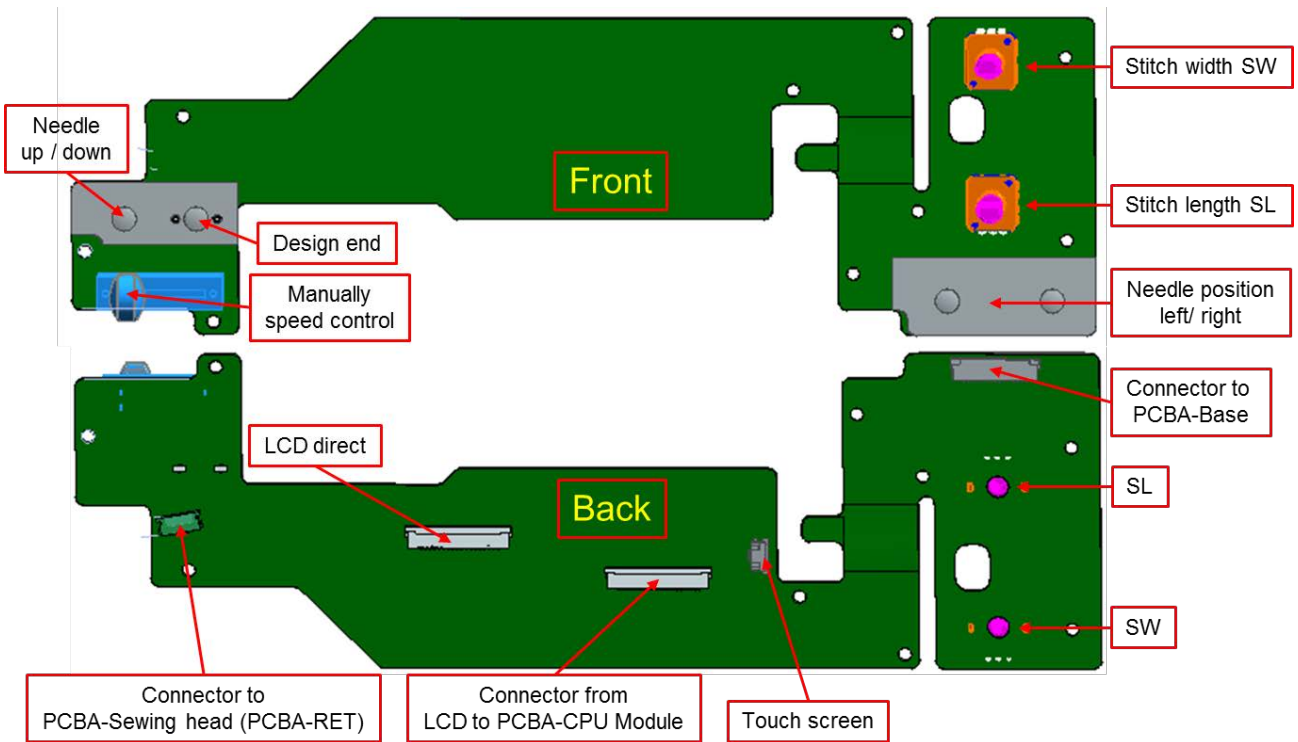 Stitch width SW
Needle
up / down
Front
Stitch length SL
Design end
Manually
speed control
Needle position
left/ right
Connector to
PCBA-Base
LCD direct
Back
SL
SW
Connector to
PCBA-Sewing head (PCBA-RET)
Connector from
LCD to PCBA-CPU Module
Touch screen